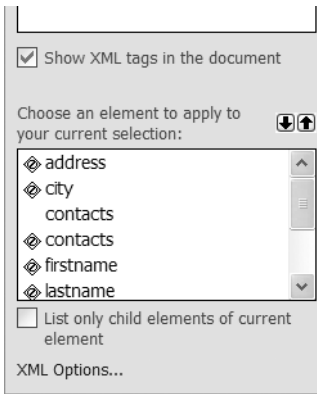 Show XML tags in the document
Choose an element to apply to
your current selection:
address
city
contacts
contacts
firstname
lastname
List only child elements of current
element
XML Options...